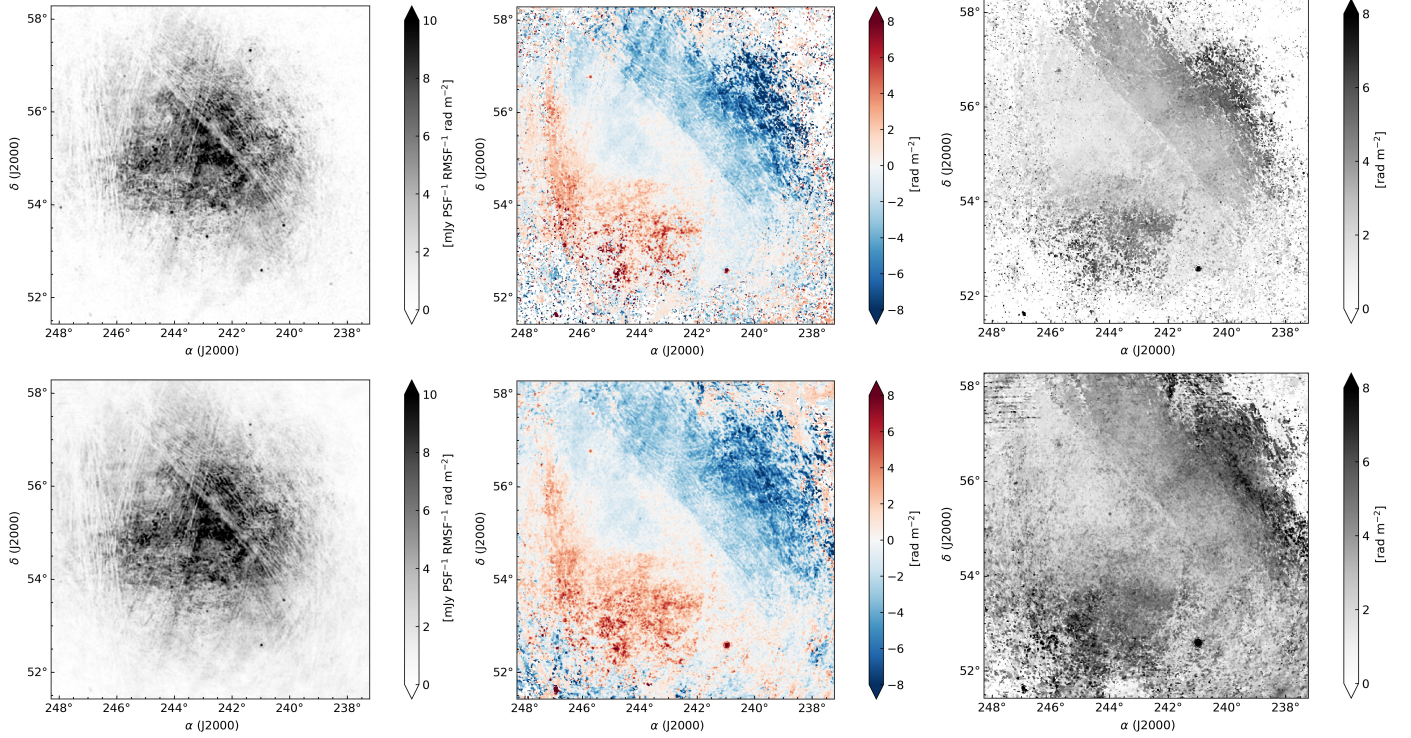 58°
56°
54°
52°
δ (J2000)
248° 246° 244° 242° 240° 238°
α (J2000)
10
8
6
4
2
0
[mJy PSF⁻¹ RMSF⁻¹ rad m⁻²]
58°
56°
54°
52°
δ (J2000)
248° 246° 244° 242° 240° 238°
α (J2000)
8
6
4
2
0
−2
−4
−6
−8
[rad m⁻²]
58°
56°
54°
52°
δ (J2000)
248° 246° 244° 242° 240° 238°
α (J2000)
8
6
4
2
0
[rad m⁻²]
58°
56°
54°
52°
δ (J2000)
248° 246° 244° 242° 240° 238°
α (J2000)
10
8
6
4
2
0
[mJy PSF⁻¹ RMSF⁻¹ rad m⁻²]
58°
56°
54°
52°
δ (J2000)
248° 246° 244° 242° 240° 238°
α (J2000)
8
6
4
2
0
−2
−4
−6
−8
[rad m⁻²]
58°
56°
54°
52°
δ (J2000)
248° 246° 244° 242° 240° 238°
α (J2000)
8
6
4
2
0
[rad m⁻²]